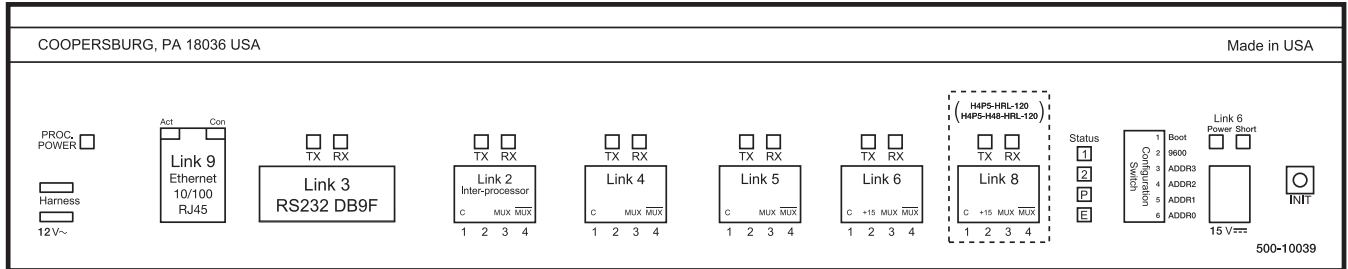 COOPERSBURG, PA 18036 USA
Made in USA
PROC.
POWER
Harness
12V~
Act Con
Link 9
Ethernet
10/100
RJ45
TX RX
Link 3
RS232 DB9F
TX RX
Link 2
Inter-processor
C MUX MUX
1 2 3 4
TX RX
Link 4
C MUX MUX
1 2 3 4
TX RX
Link 5
C MUX MUX
1 2 3 4
TX RX
Link 6
C +15 MUX MUX
1 2 3 4
(H4P5-HRL-120
H4P5-H48-HRL-120)
TX RX
Link 8
C +15 MUX MUX
1 2 3 4
Status
1
2
P
E
Configuration
Switch
1 Boot
2 9600
3 ADDR3
4 ADDR2
5 ADDR1
6 ADDR0
Link 6
Power Short
15 V⎓
INIT
500-10039